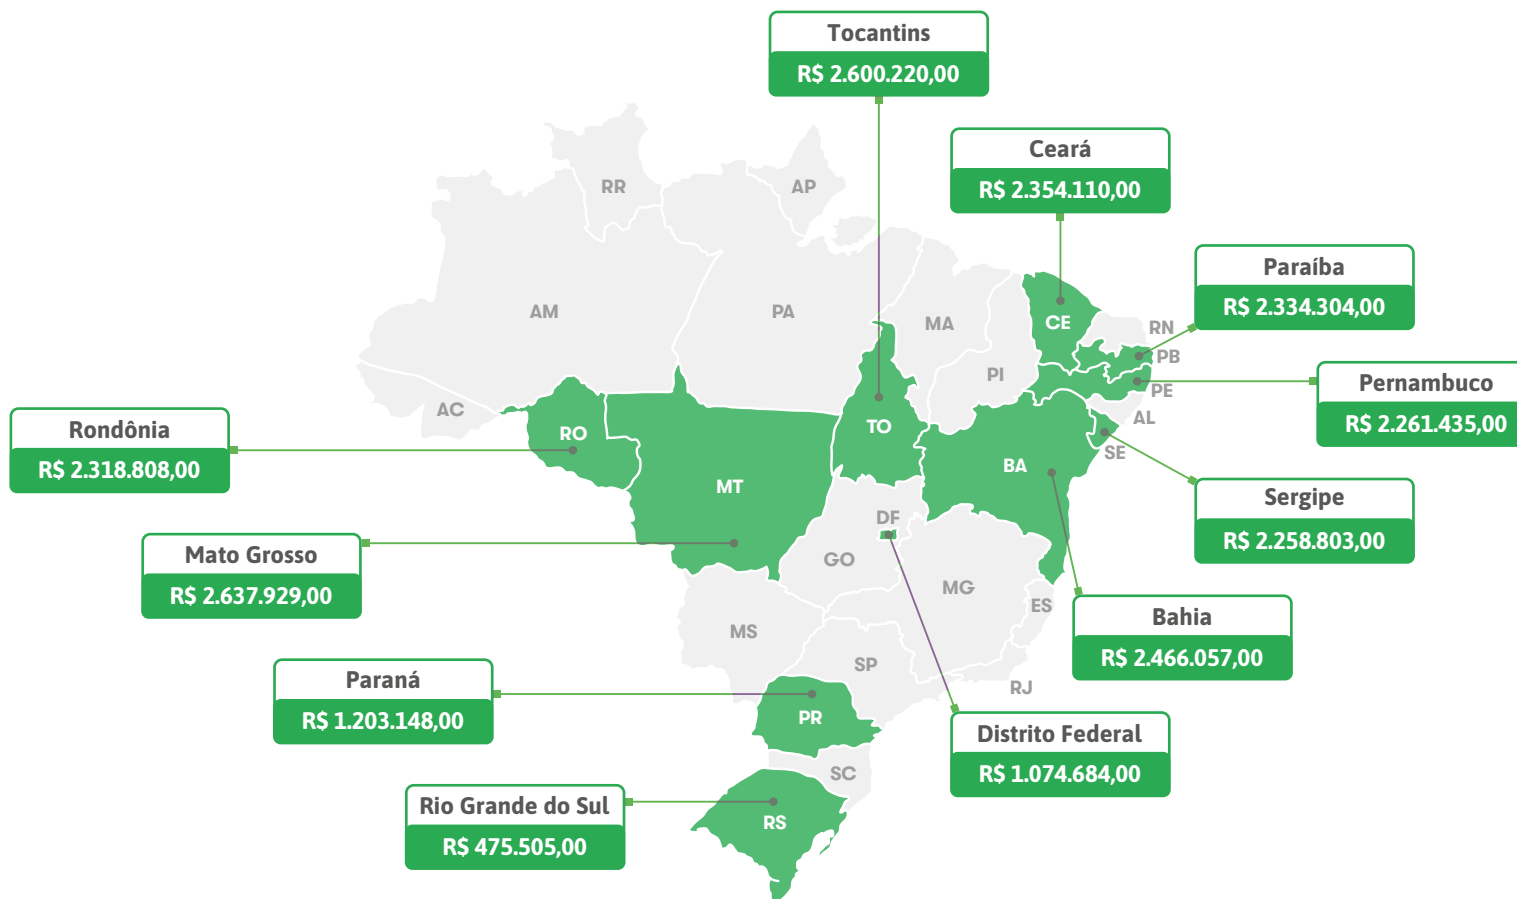 Tocantins
R$ 2.600.220,00
Ceará
R$ 2.354.110,00
RR
AP
Paraíba
R$ 2.334.304,00
AM
PA
MA
CE
RN
PB
PI
PE
Pernambuco
R$ 2.261.435,00
AC
AL
Rondônia
R$ 2.318.808,00
RO
TO
SE
BA
MT
Sergipe
R$ 2.258.803,00
DF
Mato Grosso
R$ 2.637.929,00
GO
MG
ES
Bahia
R$ 2.466.057,00
MS
SP
RJ
Paraná
R$ 1.203.148,00
PR
Distrito Federal
R$ 1.074.684,00
SC
Rio Grande do Sul
R$ 475.505,00
RS